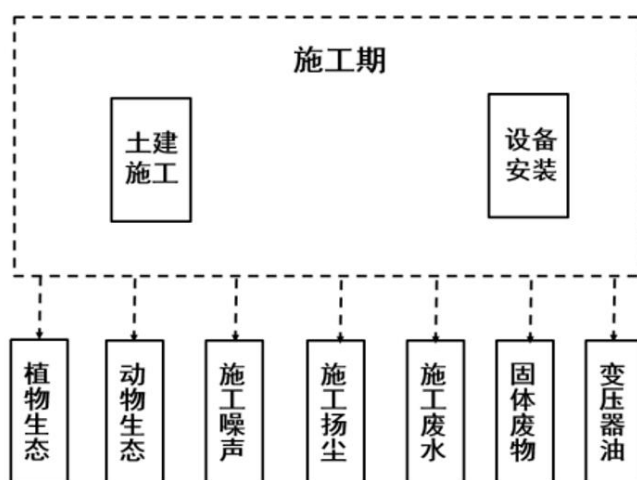 施工期
土建
施工
设备
安装
植物生态
动物生态
施工噪声
施工扬尘
施工废水
固体废物
变压器油